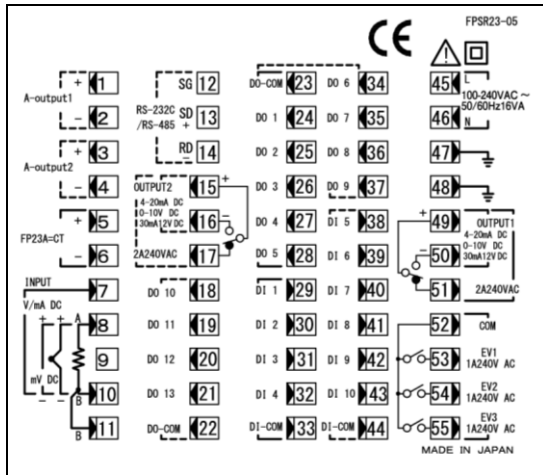 FPSR23-05
CE
+ 1 SG 12 DO-COM 23 DO 6 34 45 L
A-output1 100-240VAC ~
RS-232C SD 13 DO 1 24 DO 7 35 50/60Hz16VA
− 2 /RS-485 + 46 N
+ 3 RD 14 DO 2 25 DO 8 36 47
A-output2 −
− 4 OUTPUT2 15 + DO 3 26 DO 9 37 48
4-20mA DC
+ 5 0-10V DC 16 − DO 4 27 DI 5 38 + 49 OUTPUT1
FP23A=CT 30mA12V DC 4-20mA DC
0-10V DC
− 6 2A240VAC 17 DO 5 28 DI 6 39 − 50 30mA12V DC
INPUT 7 DO 10 18 DI 1 29 DI 7 40 51 2A240VAC
V/mA DC
+ + A 8 DO 11 19 DI 2 30 DI 8 41 52 COM
9 DO 12 20 DI 3 31 DI 9 42 53 EV1
1A240V AC
mV DC
− − B 10 DO 13 21 DI 4 32 DI 10 43 54 EV2
1A240V AC
B 11 DO-COM 22 DI-COM 33 DI-COM 44 55 EV3
1A240V AC
MADE IN JAPAN